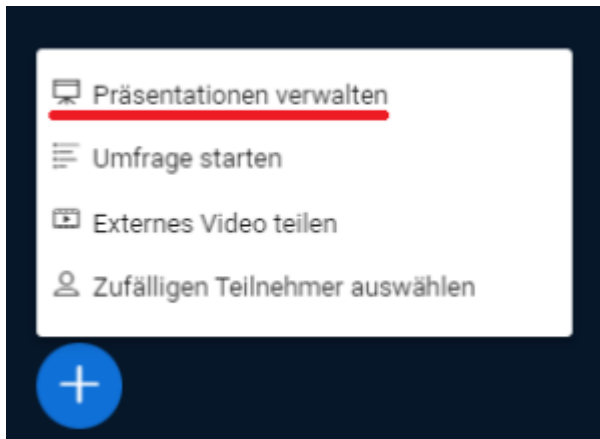 Präsentationen verwalten
Umfrage starten
Externes Video teilen
Zufälligen Teilnehmer auswählen